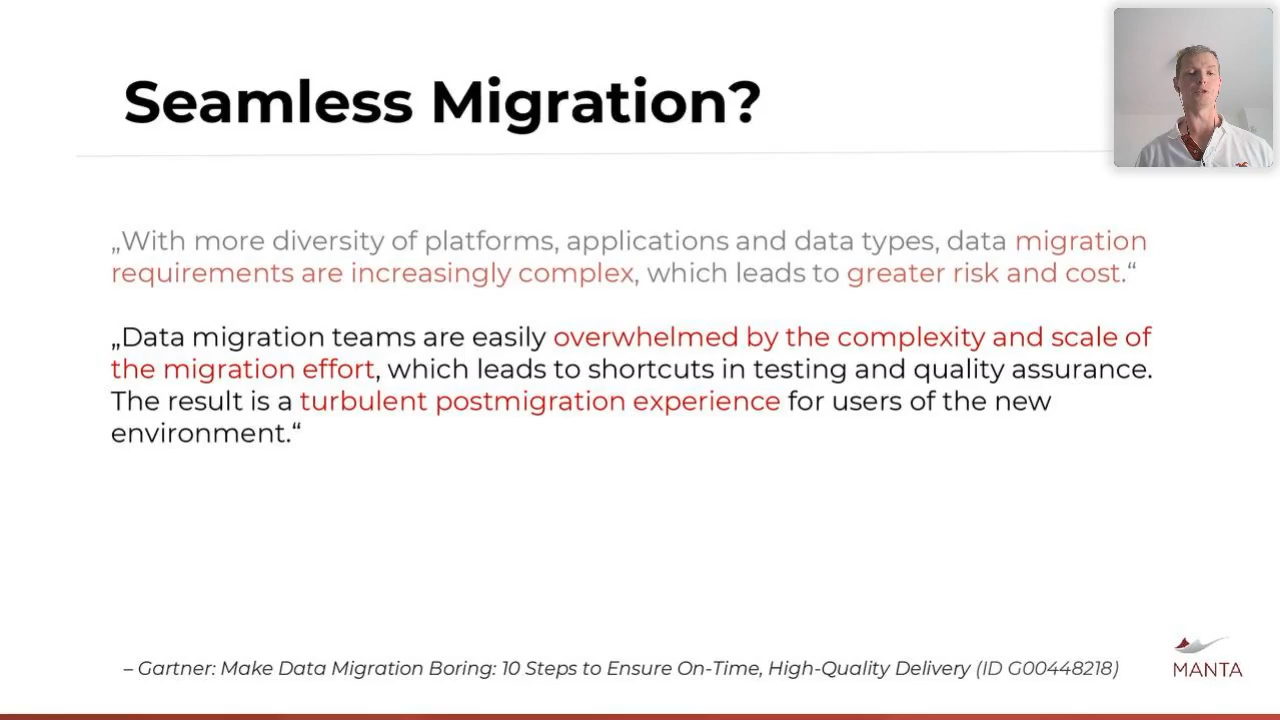 Seamless Migration?
„With more diversity of platforms, applications and data types, data migration
requirements are increasingly complex, which leads to greater risk and cost.“
„Data migration teams are easily overwhelmed by the complexity and scale of
the migration effort, which leads to shortcuts in testing and quality assurance.
The result is a turbulent postmigration experience for users of the new
environment.“
– Gartner: Make Data Migration Boring: 10 Steps to Ensure On-Time, High-Quality Delivery (ID G00448218)
MANTA